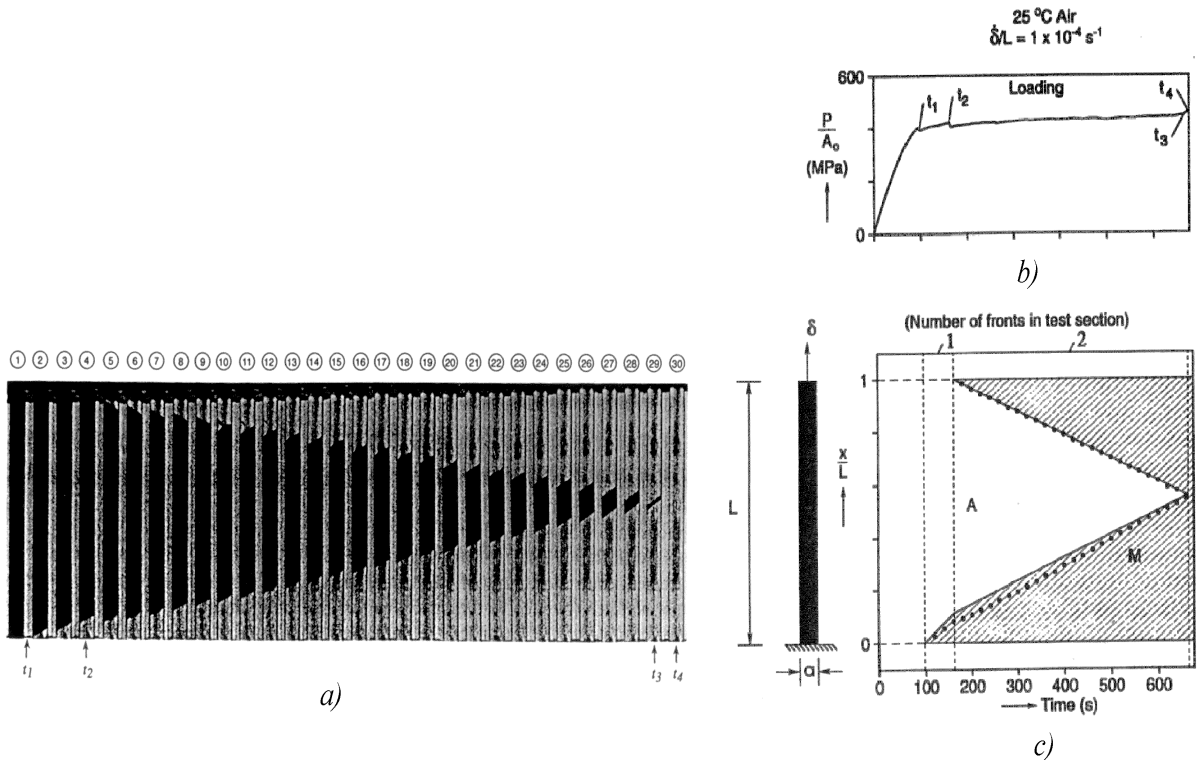 25 °C Air
δ̇/L = 1 x 10⁻⁴ s⁻¹
600
Loading
t₁
t₂
t₄
t₃
P
A₀
(MPa)
0
b)
1 2 3 4 5 6 7 8 9 10 11 12 13 14 15 16 17 18 19 20 21 22 23 24 25 26 27 28 29 30
t₁ t₂ t₃ t₄
a)
δ
L
a
(Number of fronts in test section)
1 2
1
x
L
A
M
0
0 100 200 300 400 500 600
Time (s)
c)